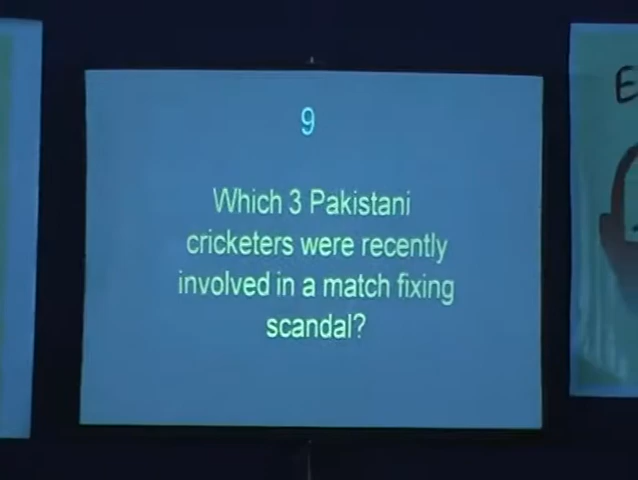 9
Which 3 Pakistani
cricketers were recently
involved in a match fixing
scandal?
E